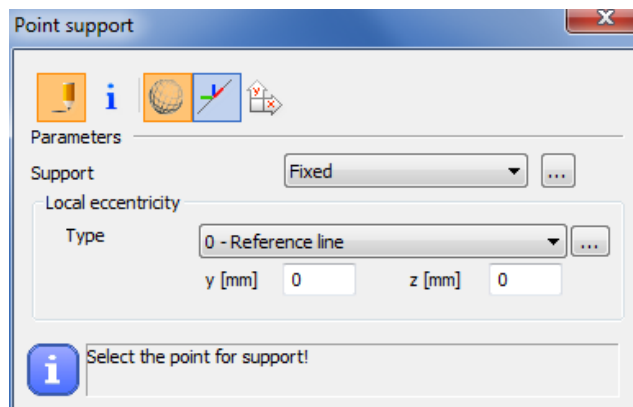 Point support
Parameters
Support Fixed ...
Local eccentricity
Type 0 - Reference line ...
y [mm] 0 z [mm] 0
Select the point for support!